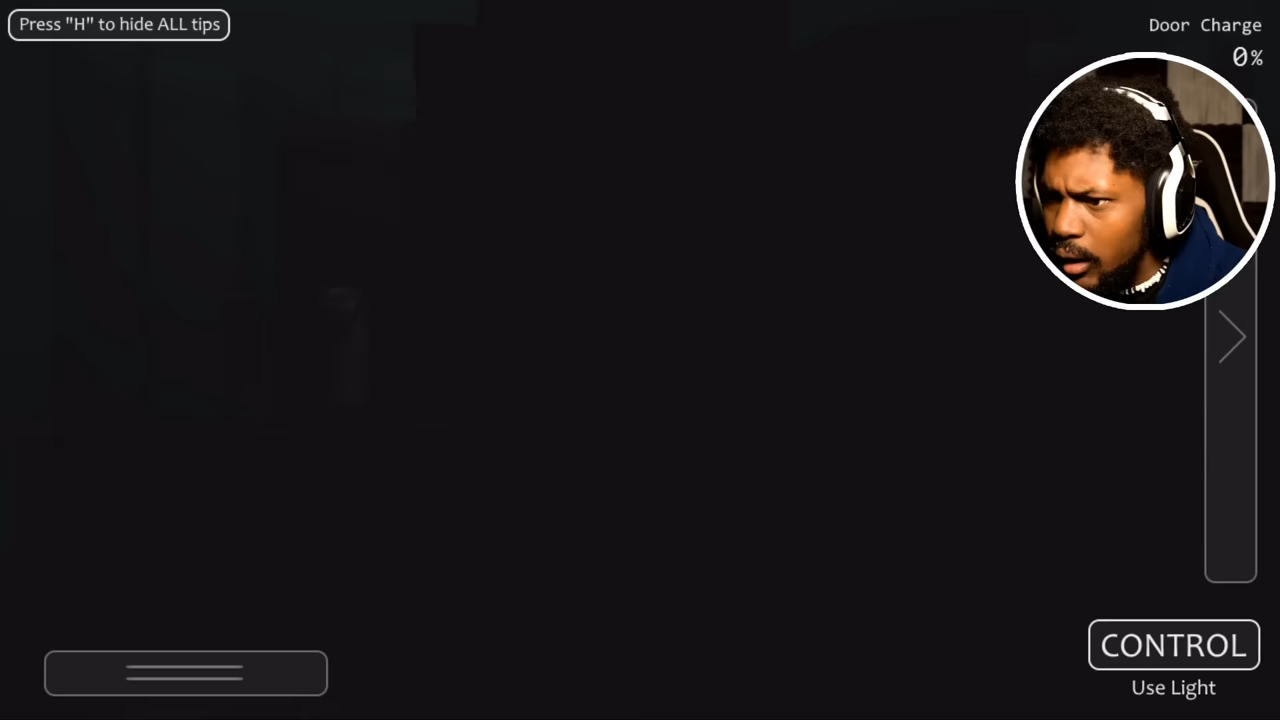 Press "H" to hide ALL tips
Door Charge
0%
CONTROL
Use Light